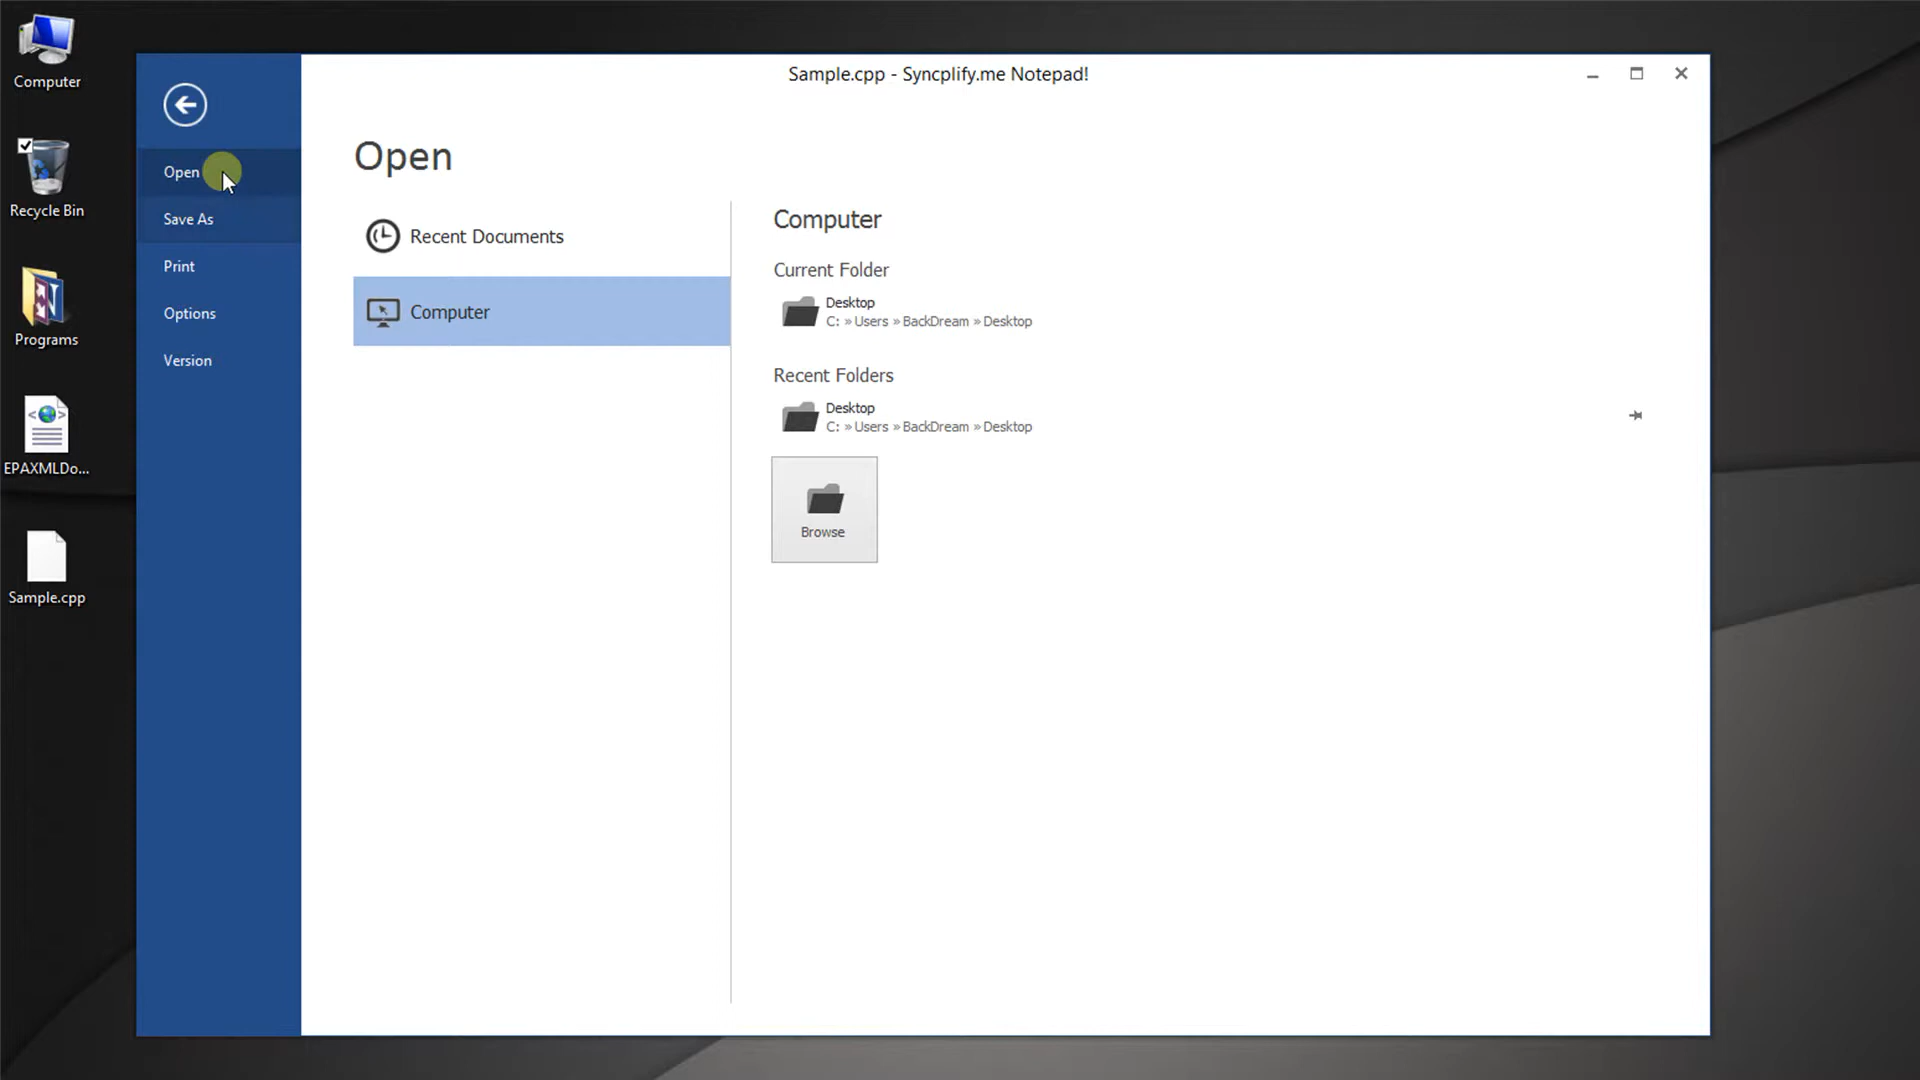 Computer
Recycle Bin
Programs
EPAXMLDo...
Sample.cpp
Sample.cpp - Syncplify.me Notepad!
Open
Save As
Print
Options
Version
Open
Recent Documents
Computer
Computer
Current Folder
Desktop
C: » Users » BackDream » Desktop
Recent Folders
Desktop
C: » Users » BackDream » Desktop
Browse